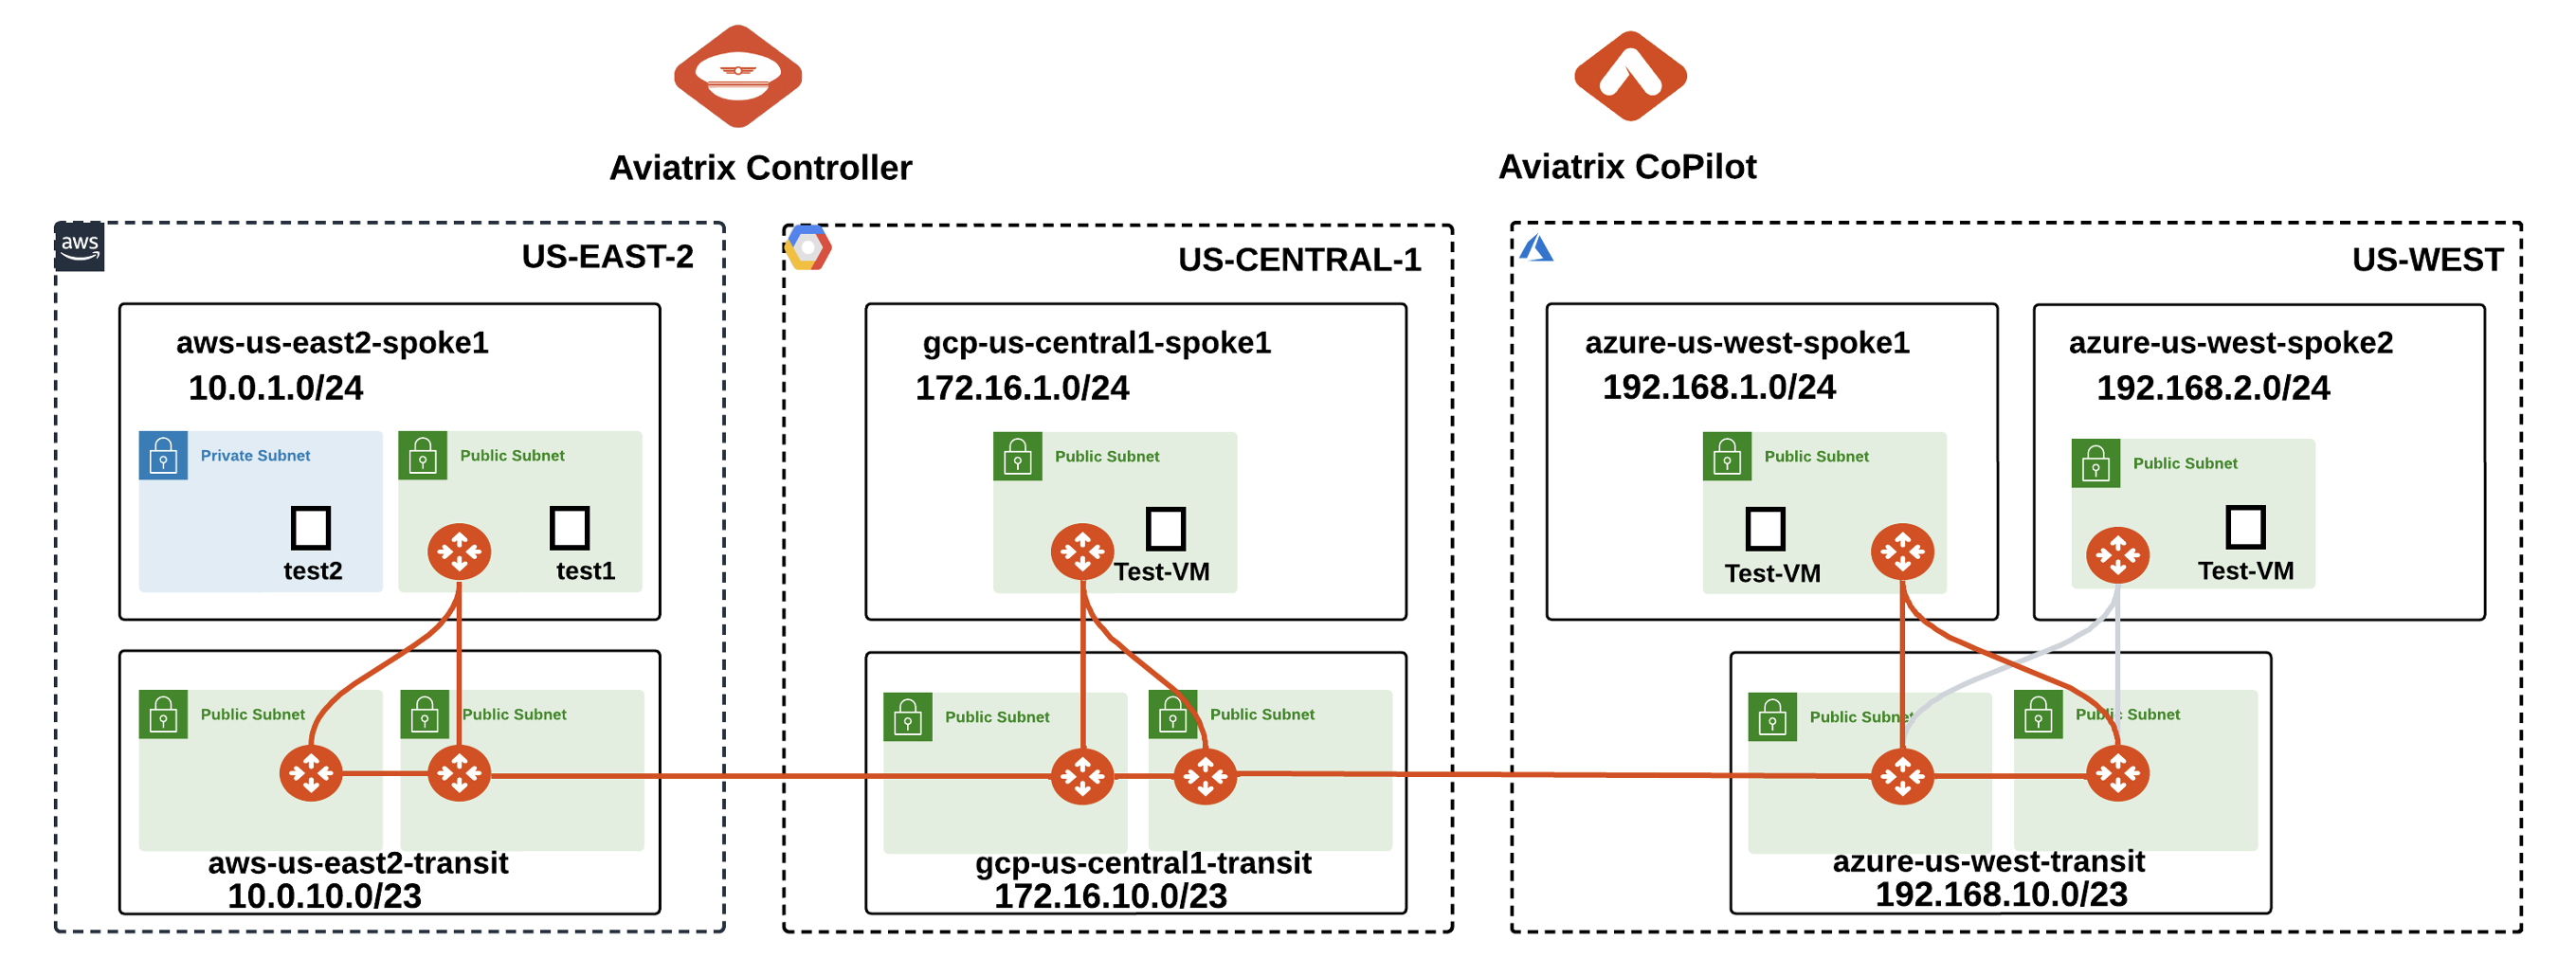 Aviatrix Controller
Aviatrix CoPilot
aws
US-EAST-2
aws-us-east2-spoke1
10.0.1.0/24
Private Subnet
Public Subnet
test2
test1
Public Subnet
Public Subnet
aws-us-east2-transit
10.0.10.0/23
US-CENTRAL-1
gcp-us-central1-spoke1
172.16.1.0/24
Public Subnet
Test-VM
Public Subnet
Public Subnet
gcp-us-central1-transit
172.16.10.0/23
US-WEST
azure-us-west-spoke1
192.168.1.0/24
Public Subnet
Test-VM
azure-us-west-spoke2
192.168.2.0/24
Public Subnet
Test-VM
Public Subnet
Public Subnet
azure-us-west-transit
192.168.10.0/23